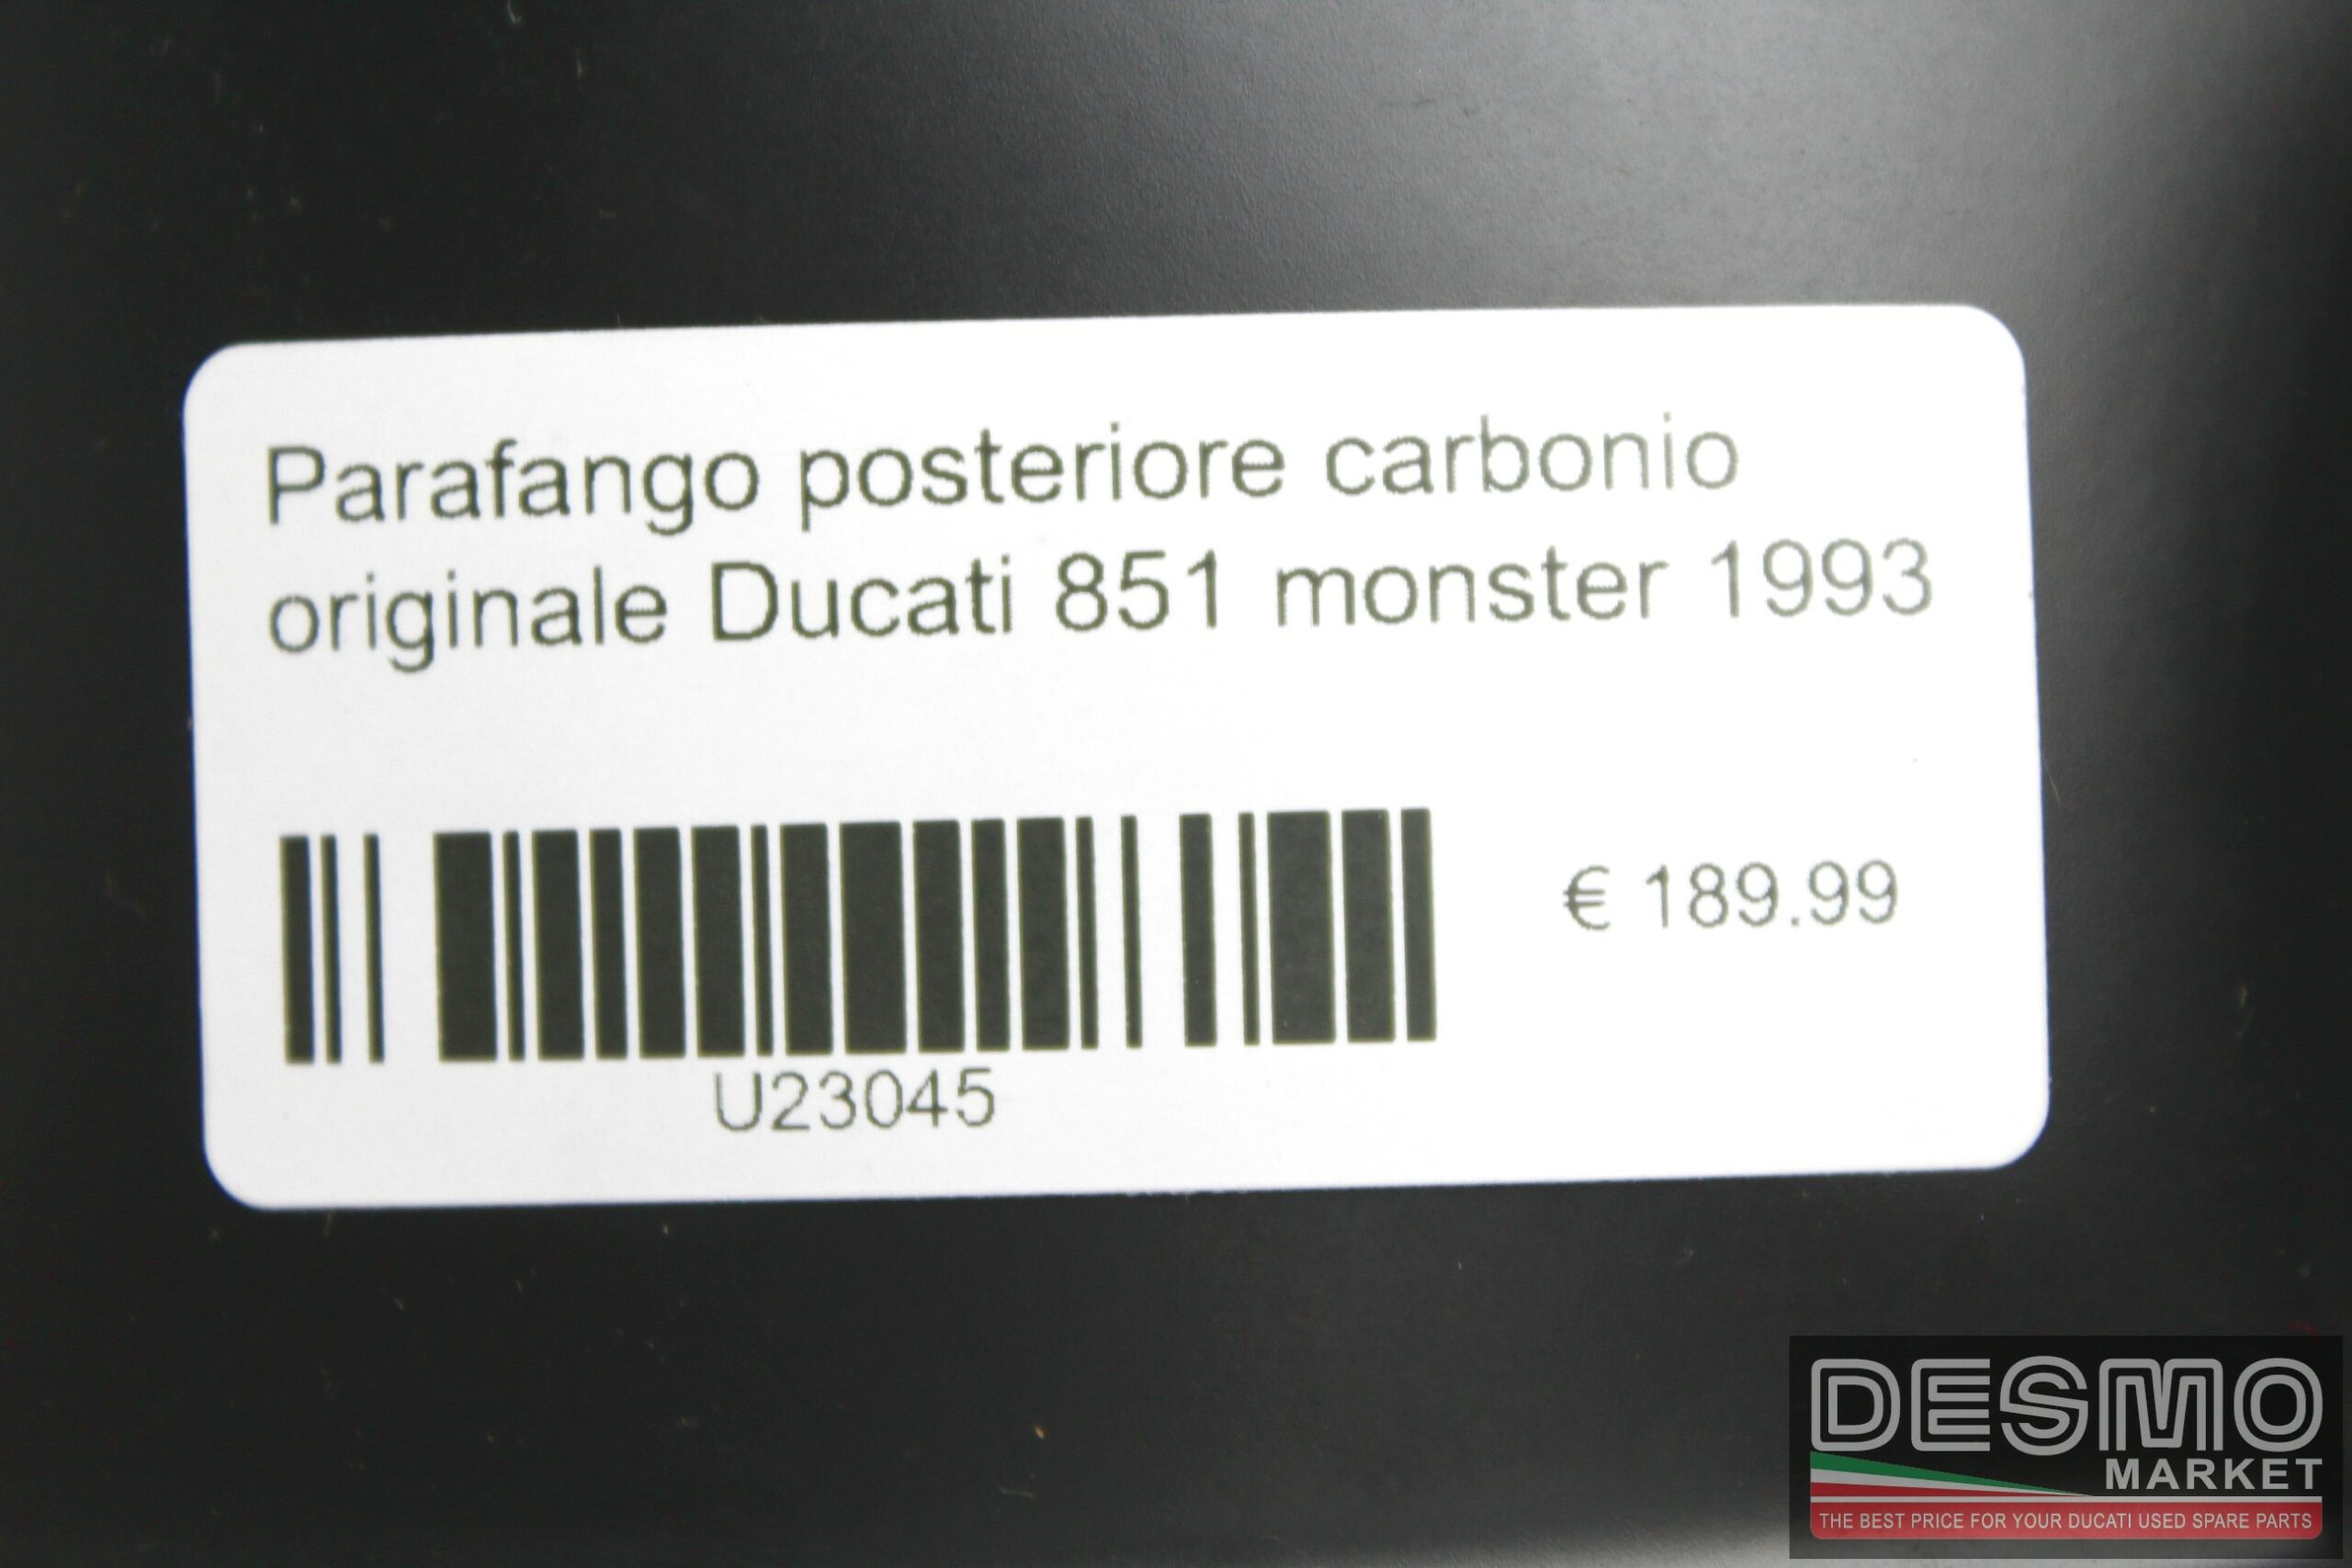 Parafango posteriore carbonio
originale Ducati 851 monster 1993
€ 189.99
U23045
DESMO
MARKET
THE BEST PRICE FOR YOUR DUCATI USED SPARE PARTS